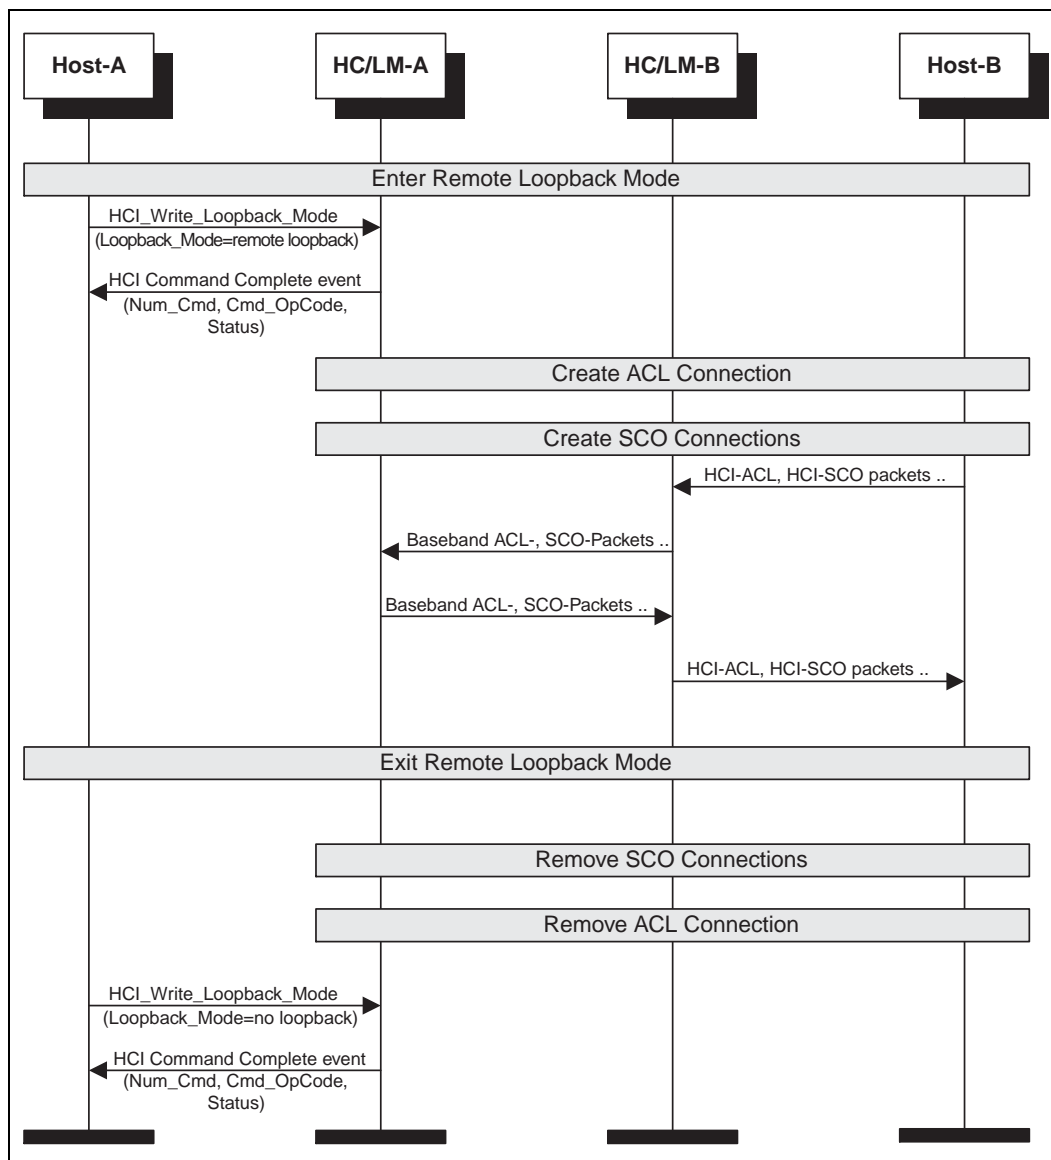 Host-A HC/LM-A HC/LM-B Host-B
Enter Remote Loopback Mode
HCI_Write_Loopback_Mode
(Loopback_Mode=remote loopback)
HCI Command Complete event
(Num_Cmd, Cmd_OpCode,
Status)
Create ACL Connection
Create SCO Connections
HCI-ACL, HCI-SCO packets ..
Baseband ACL-, SCO-Packets ..
Baseband ACL-, SCO-Packets ..
HCI-ACL, HCI-SCO packets ..
Exit Remote Loopback Mode
Remove SCO Connections
Remove ACL Connection
HCI_Write_Loopback_Mode
(Loopback_Mode=no loopback)
HCI Command Complete event
(Num_Cmd, Cmd_OpCode,
Status)